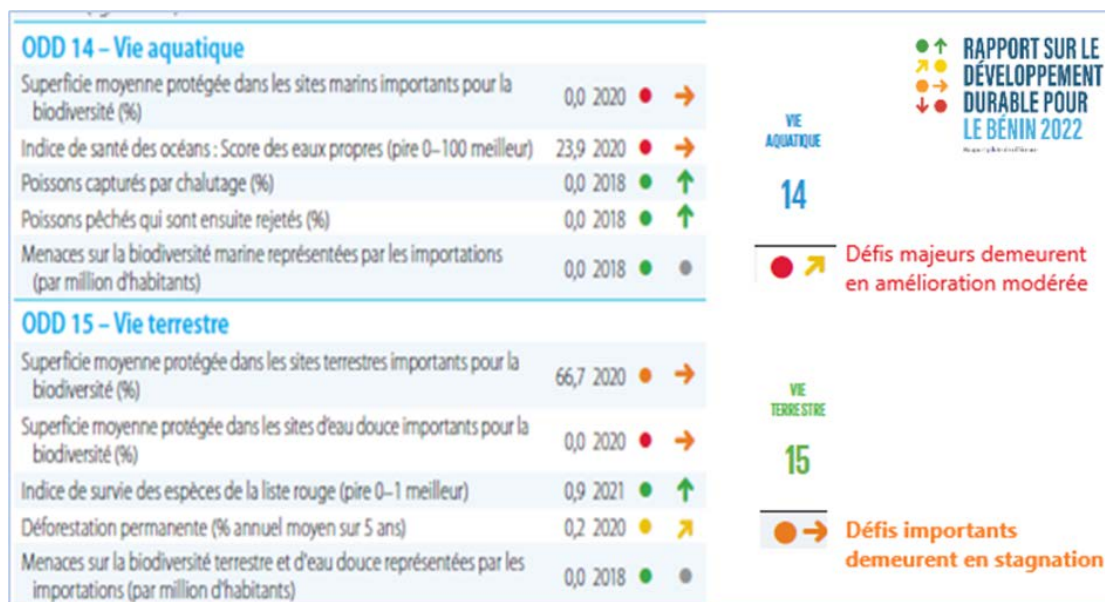 ODD 14 – Vie aquatique
Superficie moyenne protégée dans les sites marins importants pour la
biodiversité (%)
0,0 2020
Indice de santé des océans : Score des eaux propres (pire 0–100 meilleur)
23,9 2020
Poissons capturés par chalutage (%)
0,0 2018
Poissons pêchés qui sont ensuite rejetés (%)
0,0 2018
Menaces sur la biodiversité marine représentées par les importations
(par million d'habitants)
0,0 2018
ODD 15 – Vie terrestre
Superficie moyenne protégée dans les sites terrestres importants pour la
biodiversité (%)
66,7 2020
Superficie moyenne protégée dans les sites d'eau douce importants pour la
biodiversité (%)
0,0 2020
Indice de survie des espèces de la liste rouge (pire 0–1 meilleur)
0,9 2021
Déforestation permanente (% annuel moyen sur 5 ans)
0,2 2020
Menaces sur la biodiversité terrestre et d'eau douce représentées par les
importations (par million d'habitants)
0,0 2018
RAPPORT SUR LE
DÉVELOPPEMENT
DURABLE POUR
LE BÉNIN 2022
VIE
AQUATIQUE
14
Défis majeurs demeurent
en amélioration modérée
VIE
TERRESTRE
15
Défis importants
demeurent en stagnation